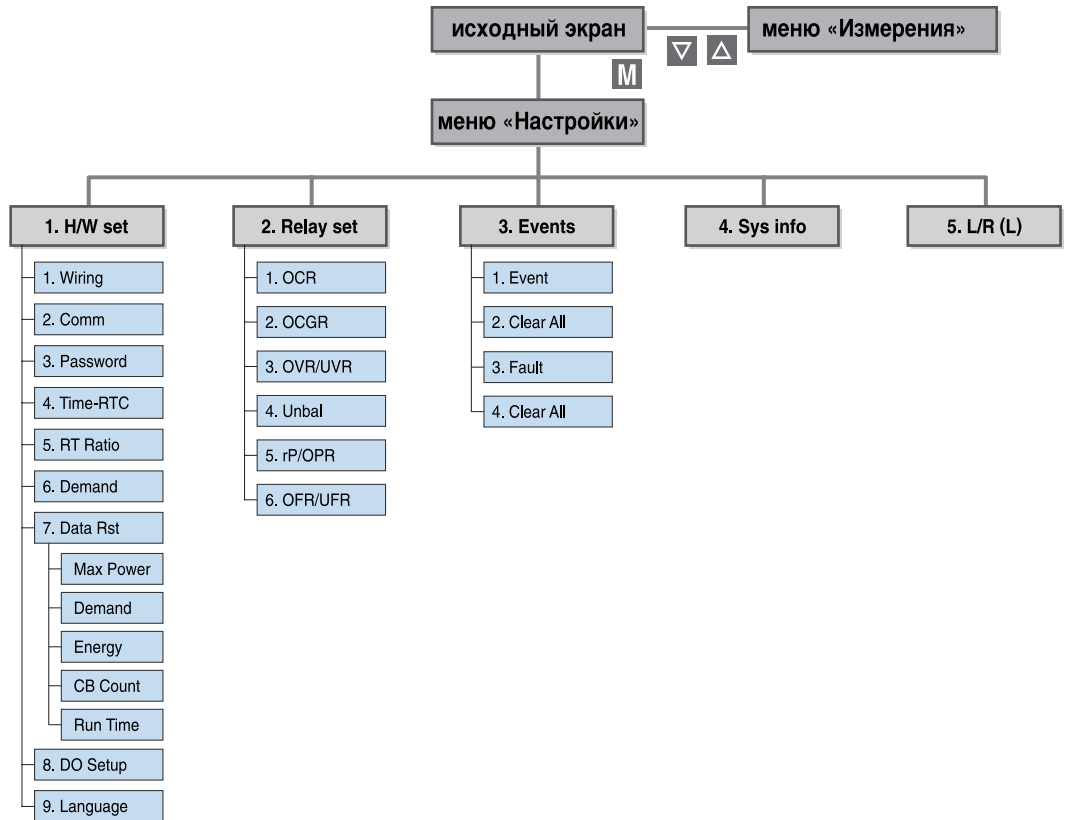 исходный экран
меню «Измерения»
M
меню «Настройки»
1. H/W set
2. Relay set
3. Events
4. Sys info
5. L/R (L)
1. Wiring
2. Comm
3. Password
4. Time-RTC
5. RT Ratio
6. Demand
7. Data Rst
Max Power
Demand
Energy
CB Count
Run Time
8. DO Setup
9. Language
1. OCR
2. OCGR
3. OVR/UVR
4. Unbal
5. rP/OPR
6. OFR/UFR
1. Event
2. Clear All
3. Fault
4. Clear All